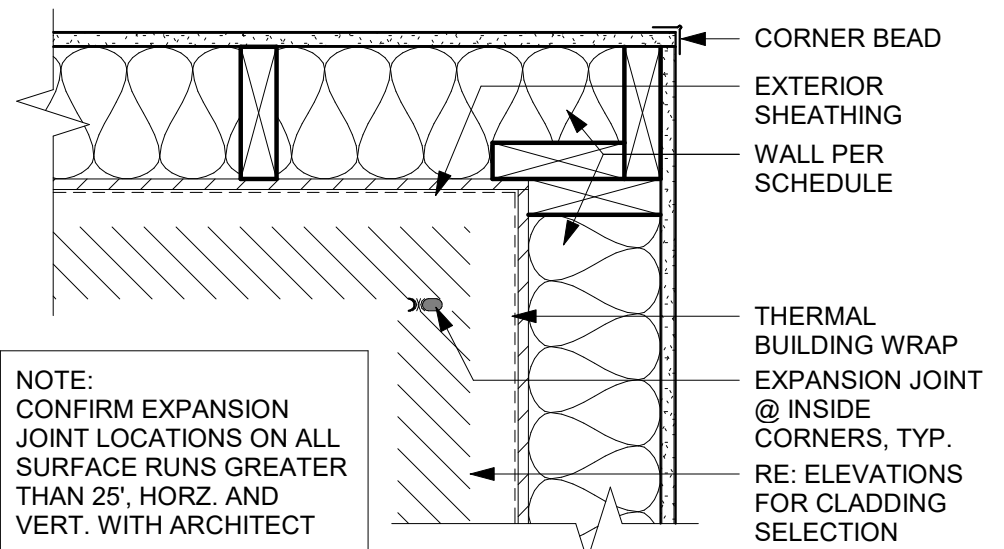 CORNER BEAD
EXTERIOR
SHEATHING
WALL PER
SCHEDULE
THERMAL
BUILDING WRAP
EXPANSION JOINT
@ INSIDE
CORNERS, TYP.
RE: ELEVATIONS
FOR CLADDING
SELECTION
NOTE:
CONFIRM EXPANSION
JOINT LOCATIONS ON ALL
SURFACE RUNS GREATER
THAN 25', HORZ. AND
VERT. WITH ARCHITECT